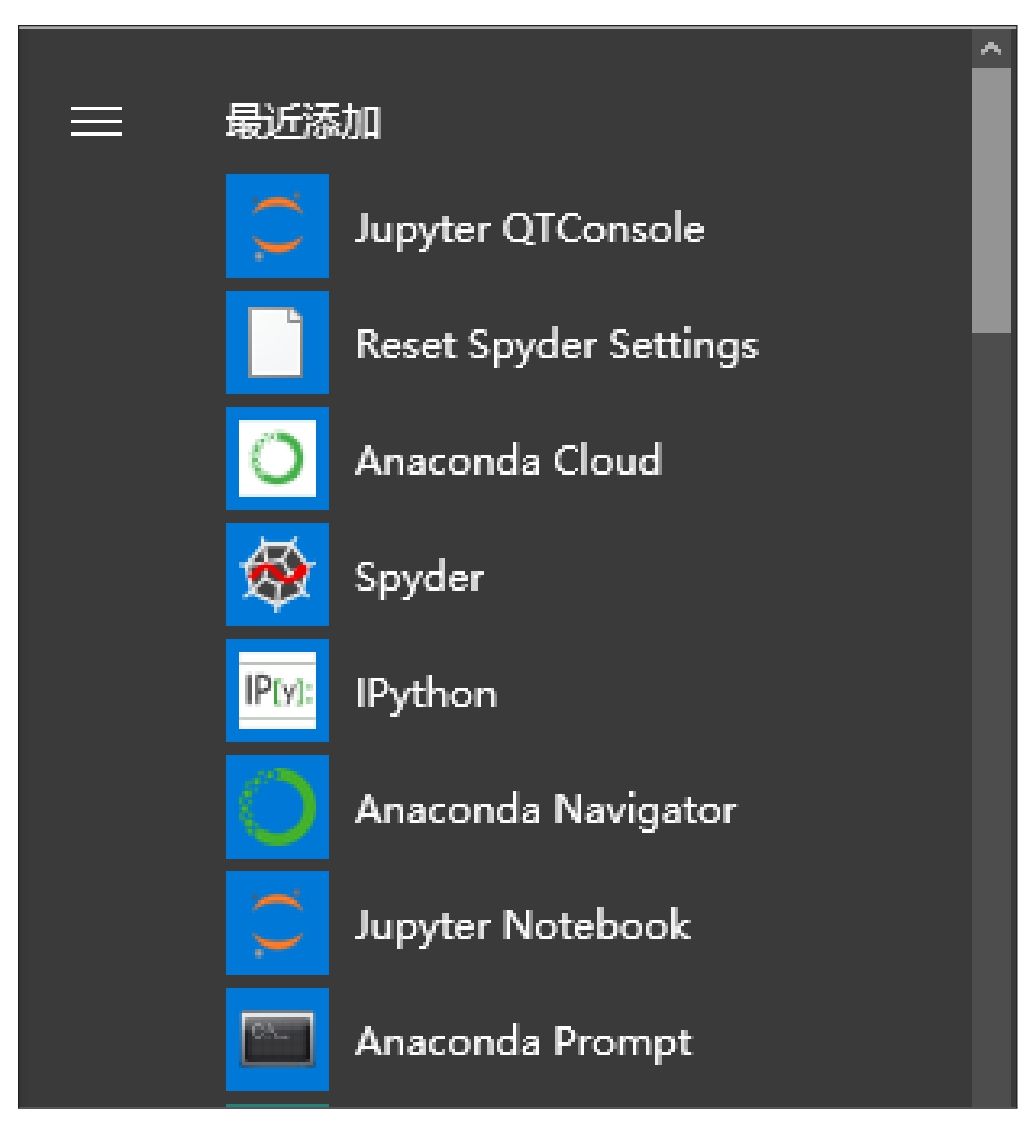 最近添加
Jupyter QTConsole
Reset Spyder Settings
Anaconda Cloud
Spyder
IP[y]:
IPython
Anaconda Navigator
Jupyter Notebook
C:\_
Anaconda Prompt